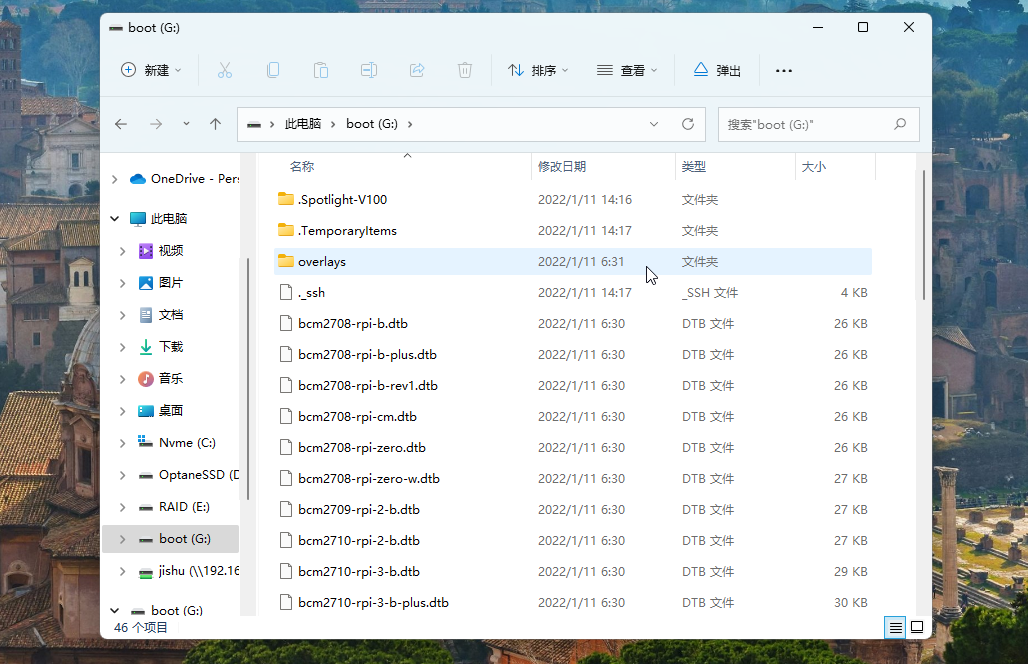 boot (G:)
新建
排序
查看
弹出
此电脑 boot (G:)
搜索"boot (G:)"
OneDrive - Pers
此电脑
视频
图片
文档
下载
音乐
桌面
Nvme (C:)
OptaneSSD (D
RAID (E:)
boot (G:)
jishu (\\192.16
boot (G:)
名称 修改日期 类型 大小
.Spotlight-V100 2022/1/11 14:16 文件夹
.TemporaryItems 2022/1/11 14:17 文件夹
overlays 2022/1/11 6:31 文件夹
._ssh 2022/1/11 14:17 _SSH 文件 4 KB
bcm2708-rpi-b.dtb 2022/1/11 6:30 DTB 文件 26 KB
bcm2708-rpi-b-plus.dtb 2022/1/11 6:30 DTB 文件 26 KB
bcm2708-rpi-b-rev1.dtb 2022/1/11 6:30 DTB 文件 26 KB
bcm2708-rpi-cm.dtb 2022/1/11 6:30 DTB 文件 26 KB
bcm2708-rpi-zero.dtb 2022/1/11 6:30 DTB 文件 26 KB
bcm2708-rpi-zero-w.dtb 2022/1/11 6:30 DTB 文件 27 KB
bcm2709-rpi-2-b.dtb 2022/1/11 6:30 DTB 文件 27 KB
bcm2710-rpi-2-b.dtb 2022/1/11 6:30 DTB 文件 27 KB
bcm2710-rpi-3-b.dtb 2022/1/11 6:30 DTB 文件 29 KB
bcm2710-rpi-3-b-plus.dtb 2022/1/11 6:30 DTB 文件 30 KB
46 个项目